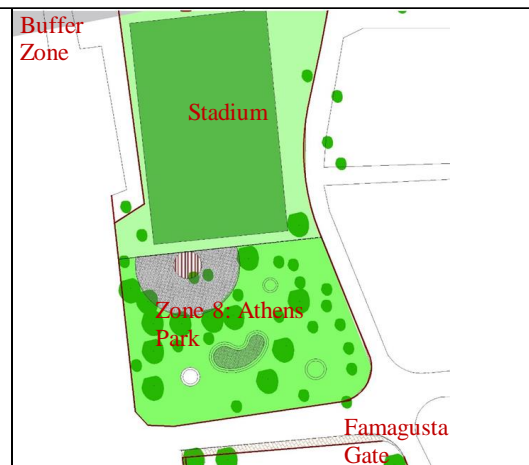 Buffer
Zone
Stadium
Zone 8: Athens
Park
Famagusta
Gate